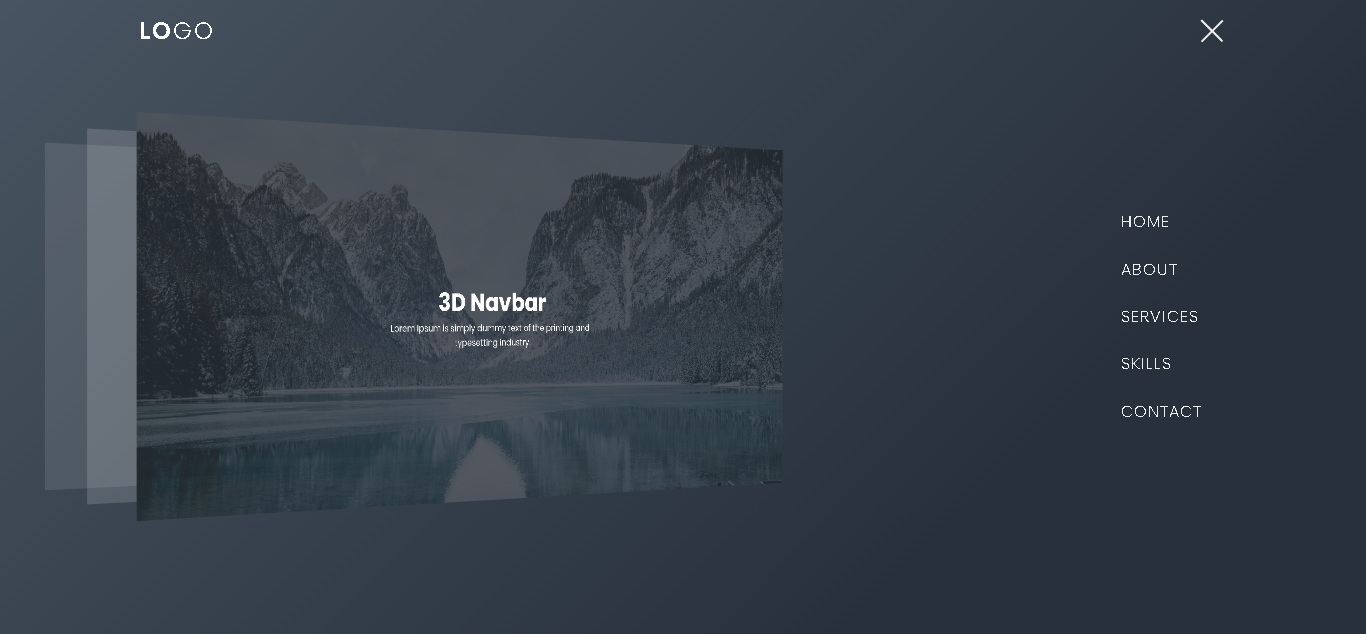 LOGO
3D Navbar
Lorem Ipsum is simply dummy text of the printing and
typesetting industry.
HOME
ABOUT
SERVICES
SKILLS
CONTACT